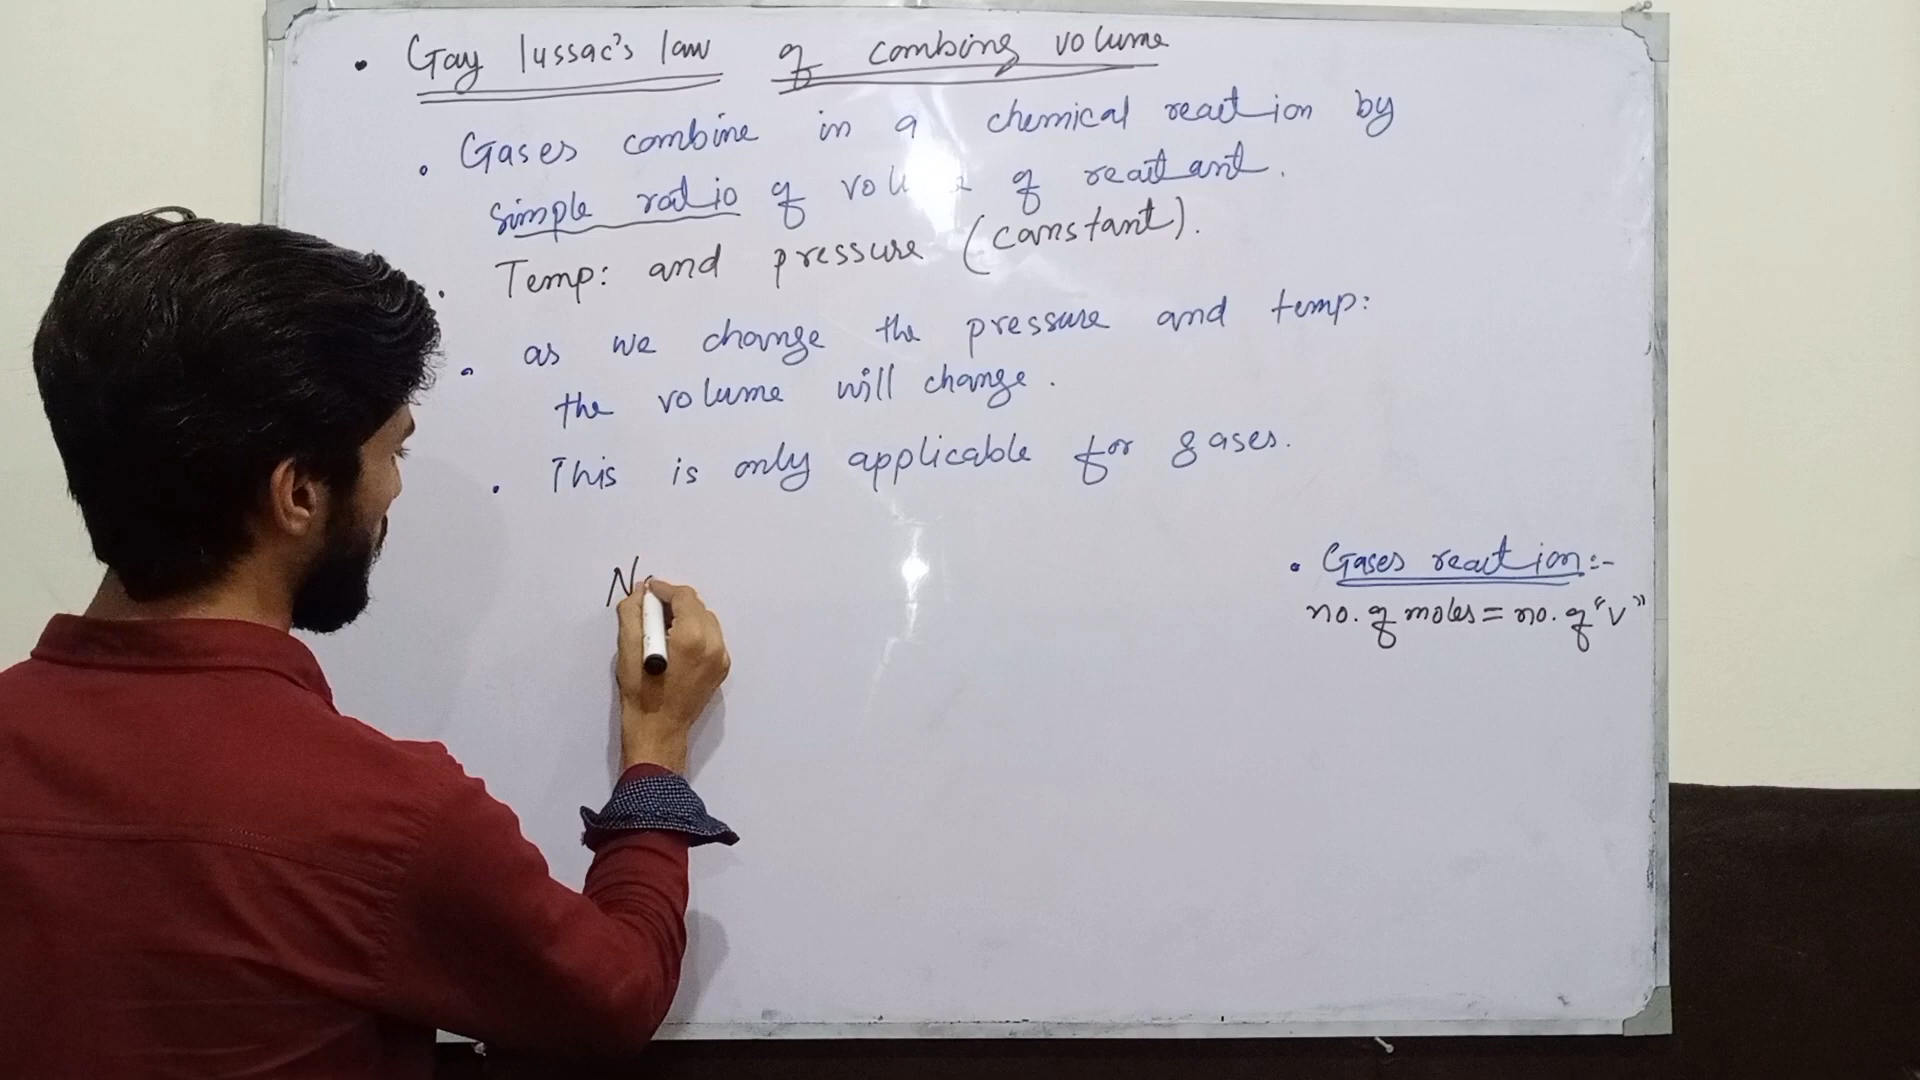 • Gay lussac's law of combing volume
• Gases combine in a chemical reaction by
simple ratio of volume of reactant.
• Temp: and pressure (constant).
• as we change the pressure and temp:
the volume will change.
• This is only applicable for gases.
N
• Gases reaction:-
no. of moles = no. of "V"